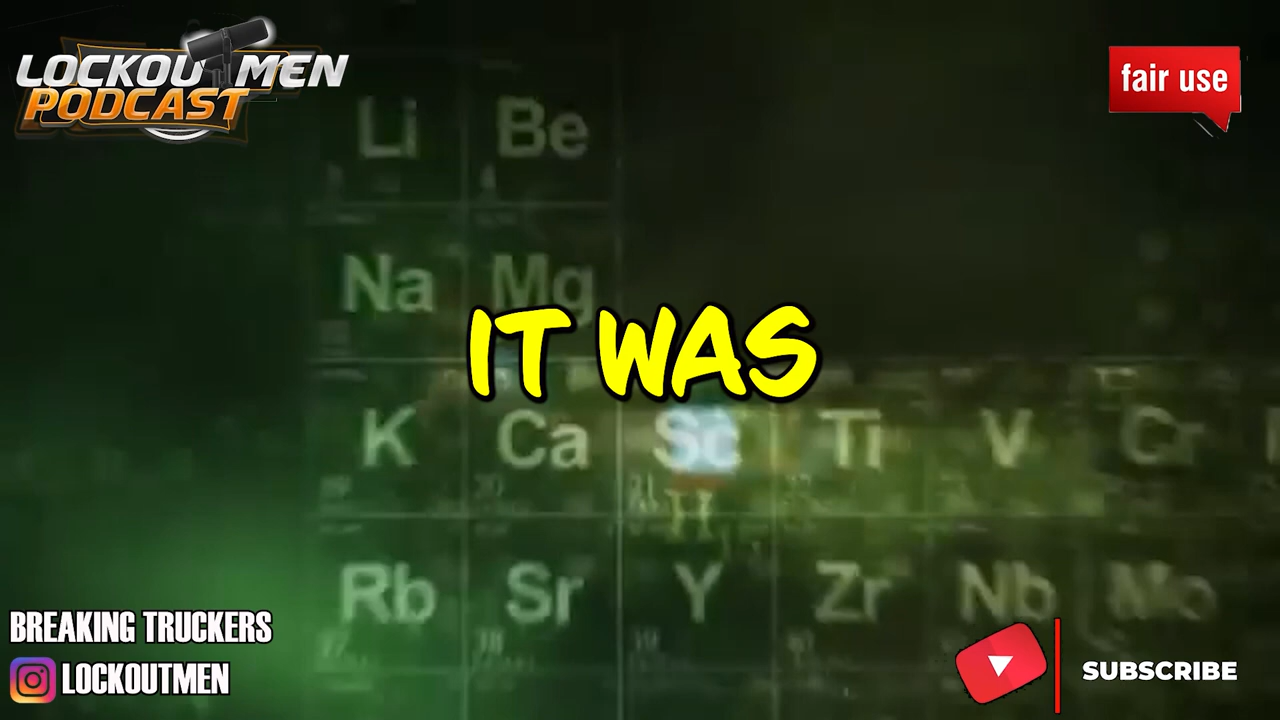 LOCKOUTMEN
PODCAST
fair use
Li Be
Na Mg
IT WAS
K Ca Sc Ti V Cr
Rb Sr Y Zr Nb Mo
BREAKING TRUCKERS
LOCKOUTMEN
SUBSCRIBE